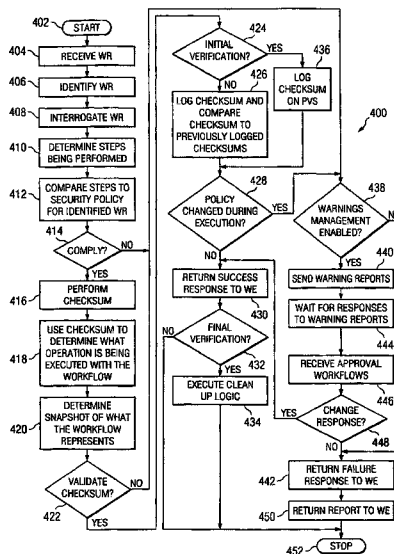 402
START
404
RECEIVE WR
406
IDENTIFY WR
408
INTERROGATE WR
410
DETERMINE STEPS
BEING PERFORMED
412
COMPARE STEPS TO
SECURITY POLICY
FOR IDENTIFIED WR
414
COMPLY?
NO
YES
416
PERFORM
CHECKSUM
418
USE CHECKSUM TO
DETERMINE WHAT
OPERATION IS BEING
EXECUTED WITH THE
WORKFLOW
420
DETERMINE
SNAPSHOT OF WHAT
THE WORKFLOW
REPRESENTS
VALIDATE
CHECKSUM?
NO
422
YES
424
INITIAL
VERIFICATION?
YES
NO
426
LOG CHECKSUM AND
COMPARE
CHECKSUM TO
PREVIOUSLY LOGGED
CHECKSUMS
436
LOG
CHECKSUM
ON PVS
428
POLICY
CHANGED DURING
EXECUTION?
YES
NO
RETURN SUCCESS
RESPONSE TO WE
430
NO
FINAL
VERIFICATION?
432
YES
EXECUTE CLEAN
UP LOGIC
434
400
438
WARNINGS
MANAGEMENT
ENABLED?
N
YES
440
SEND WARNING REPORTS
WAIT FOR RESPONSES
TO WARNING REPORTS
444
RECEIVE APPROVAL
WORKFLOWS
446
YES
CHANGE
RESPONSE?
448
NO
442
RETURN FAILURE
RESPONSE TO WE
450
RETURN REPORT TO WE
452
STOP